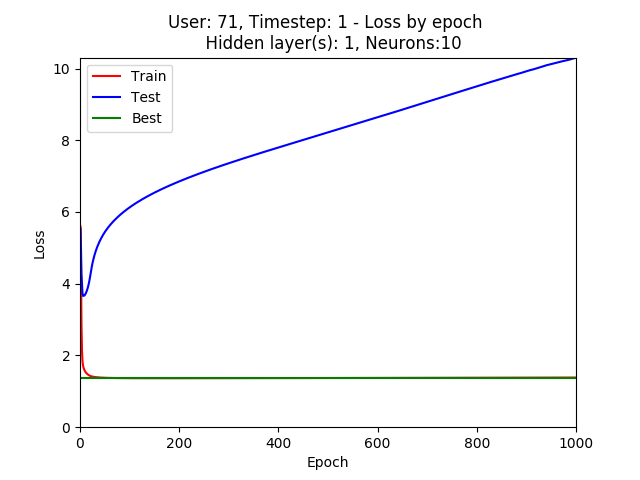 User: 71, Timestep: 1 - Loss by epoch
Hidden layer(s): 1, Neurons:10
Train
Test
Best
10
8
6
4
2
0
Loss
0 200 400 600 800 1000
Epoch